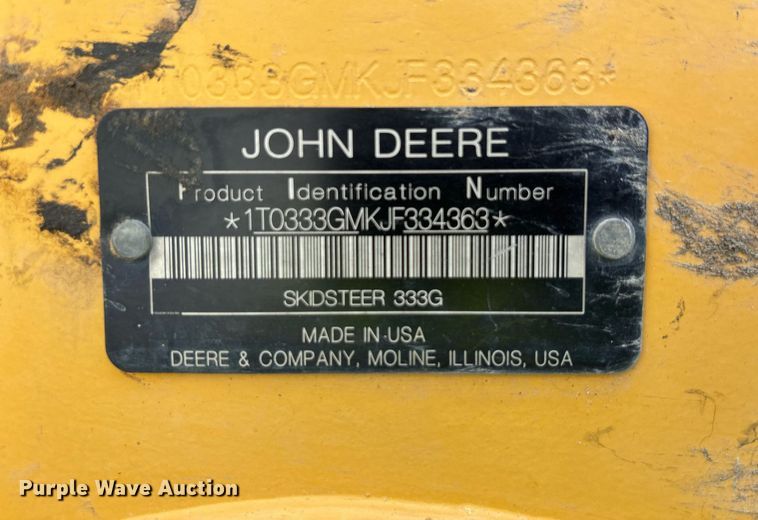 1T0333GMKJF334363*
JOHN DEERE
Product Identification Number
*1T0333GMKJF334363*
SKIDSTEER 333G
MADE IN USA
DEERE & COMPANY, MOLINE, ILLINOIS, USA
Purple Wave Auction